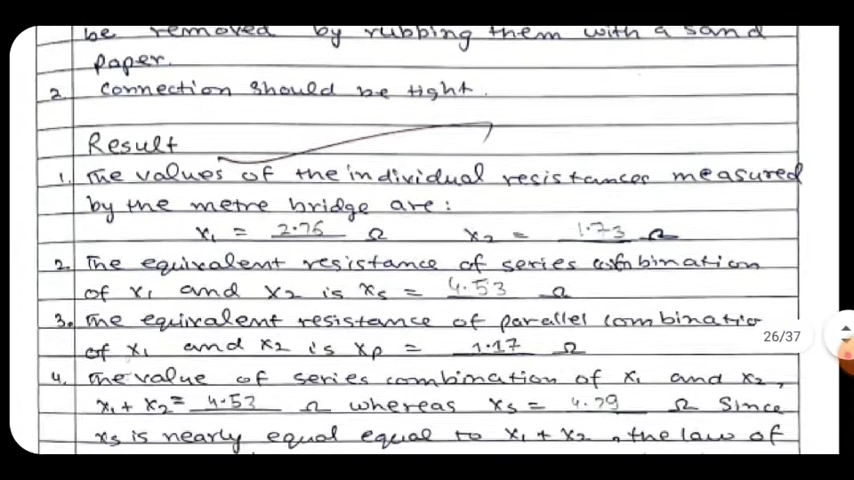 be removed by rubbing them with a sand
paper.
2. Connection should be tight.
Result
1. The values of the individual resistances measured
by the metre bridge are:
x₁ = 2.76 Ω x₂ = 1.73 Ω
2. The equivalent resistance of series combination
of x₁ and x₂ is xs = 4.53 Ω
3. The equivalent resistance of parallel combinatio
of x₁ and x₂ is xp = 1.17 Ω
26/37
4. The value of series combination of x₁ and x₂,
x₁ + x₂ = 4.53 Ω whereas xs = 4.79 Ω Since
xs is nearly equal equal to x₁ + x₂, the law of